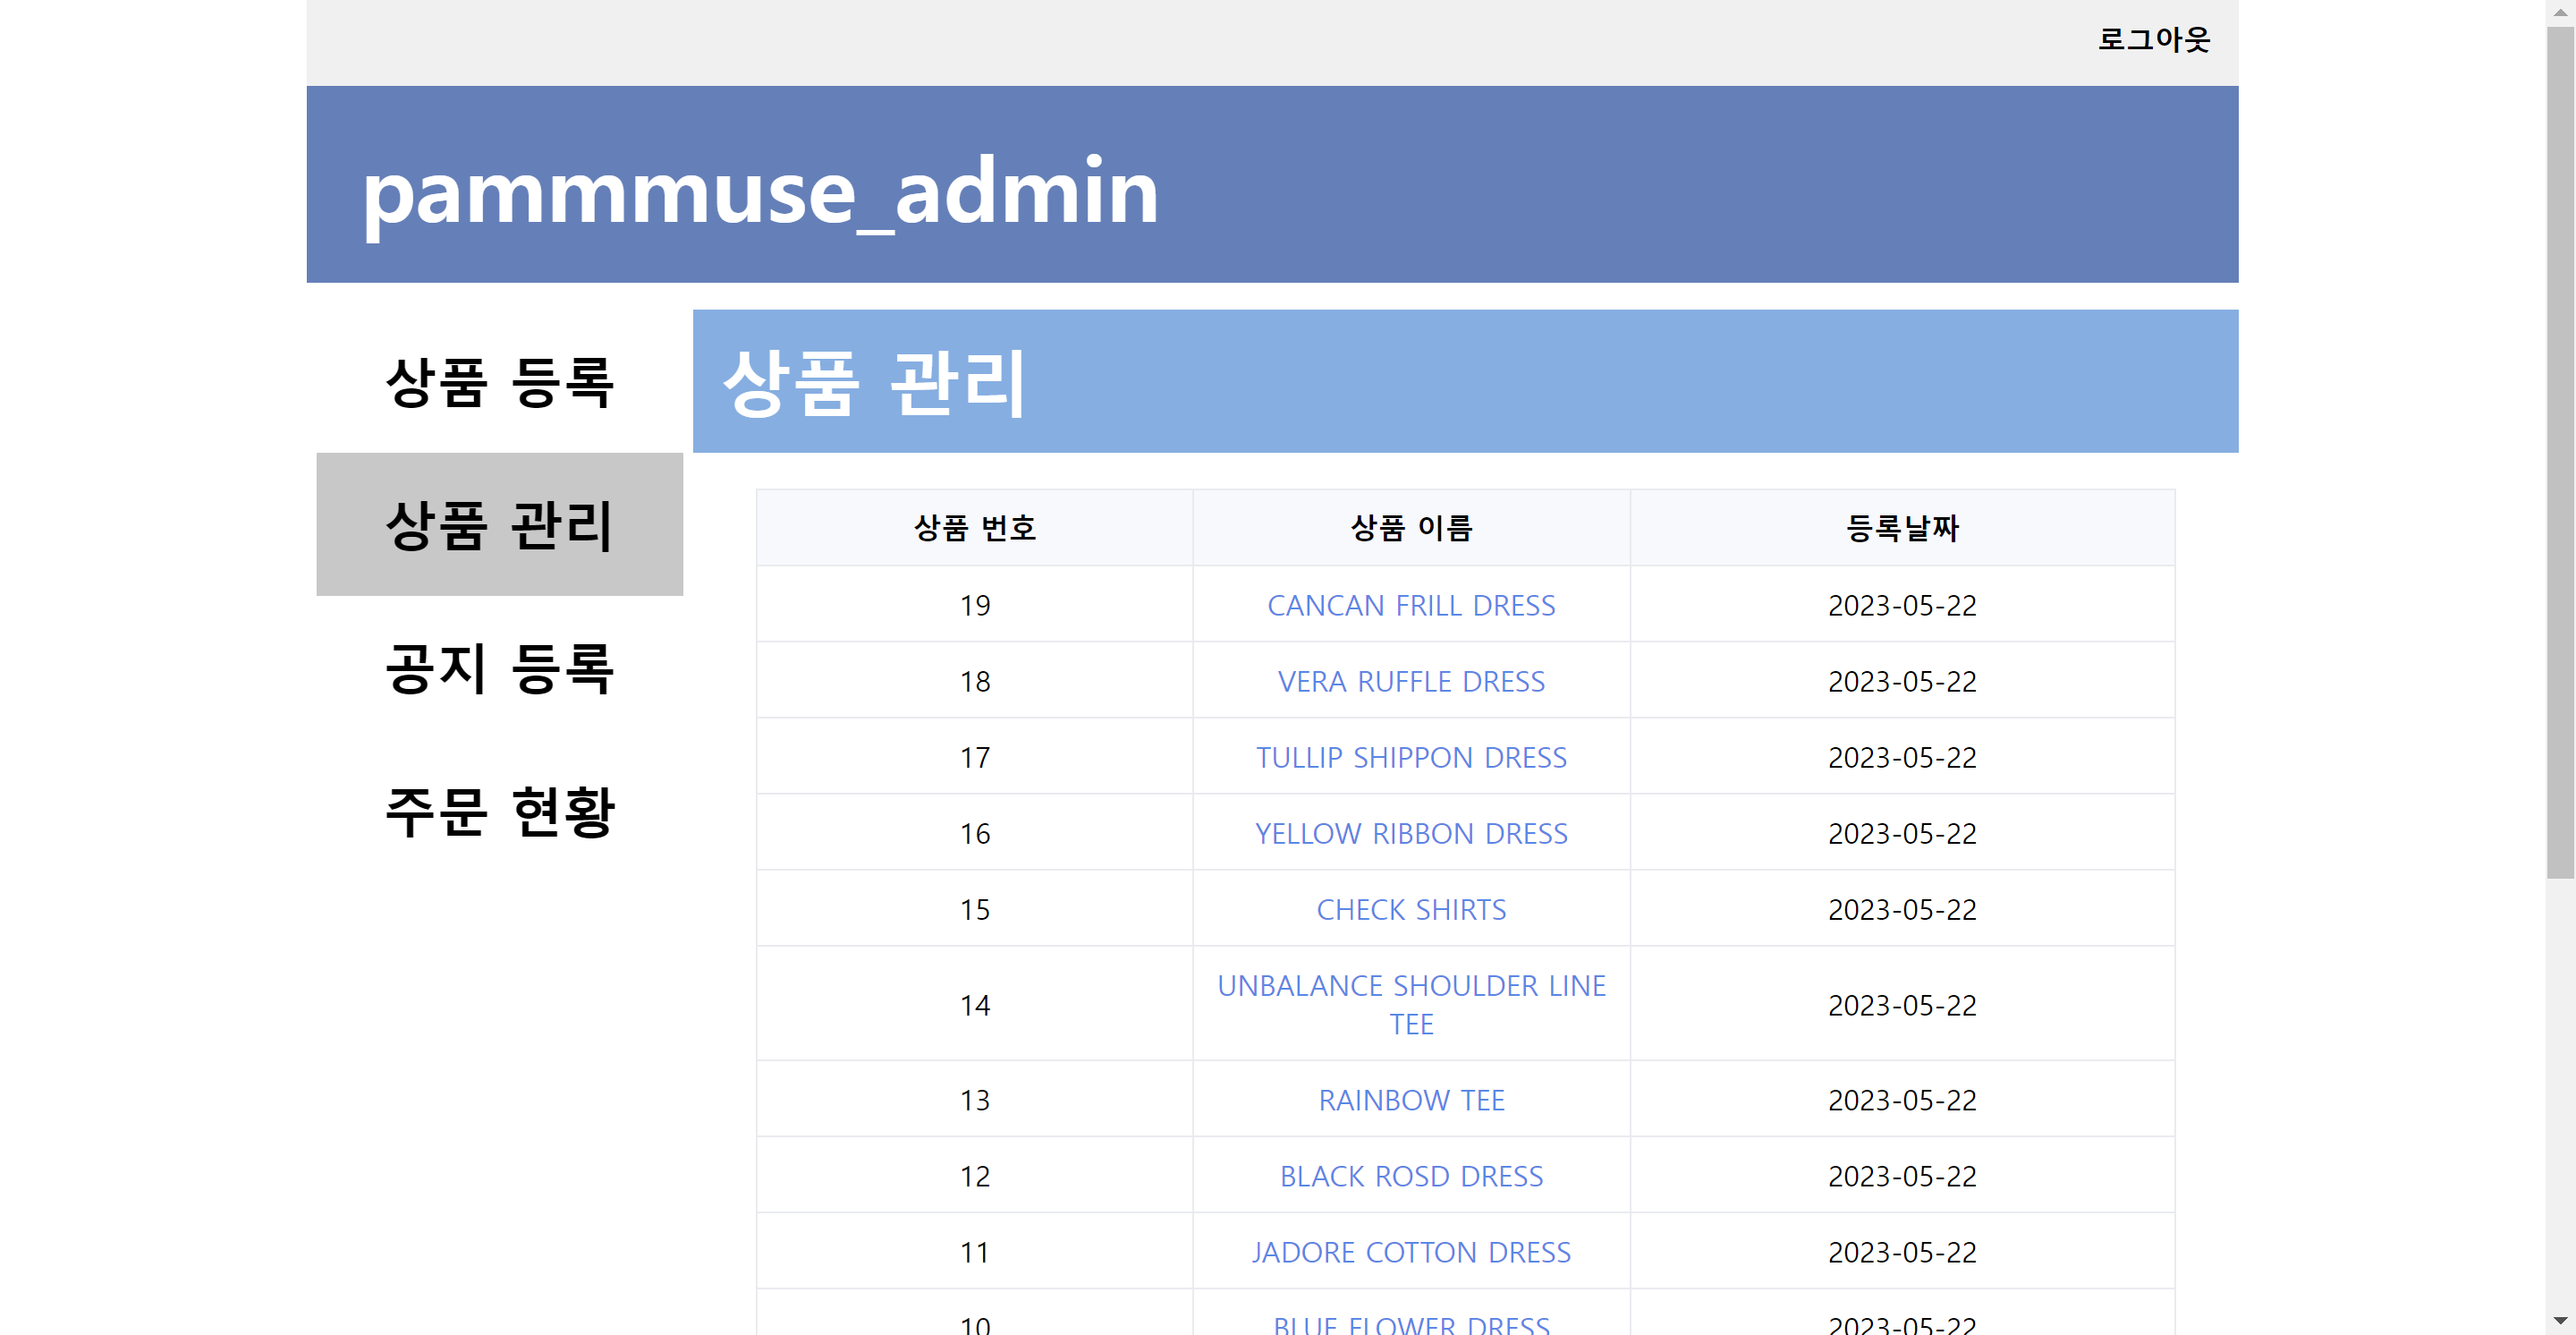 로그아웃
pammmuse_admin
상품 등록
상품 관리
공지 등록
주문 현황
상품 관리
상품 번호 상품 이름 등록날짜
19 CANCAN FRILL DRESS 2023-05-22
18 VERA RUFFLE DRESS 2023-05-22
17 TULLIP SHIPPON DRESS 2023-05-22
16 YELLOW RIBBON DRESS 2023-05-22
15 CHECK SHIRTS 2023-05-22
14 UNBALANCE SHOULDER LINE
TEE 2023-05-22
13 RAINBOW TEE 2023-05-22
12 BLACK ROSD DRESS 2023-05-22
11 JADORE COTTON DRESS 2023-05-22
10 BLUE FLOWER DRESS 2023-05-22